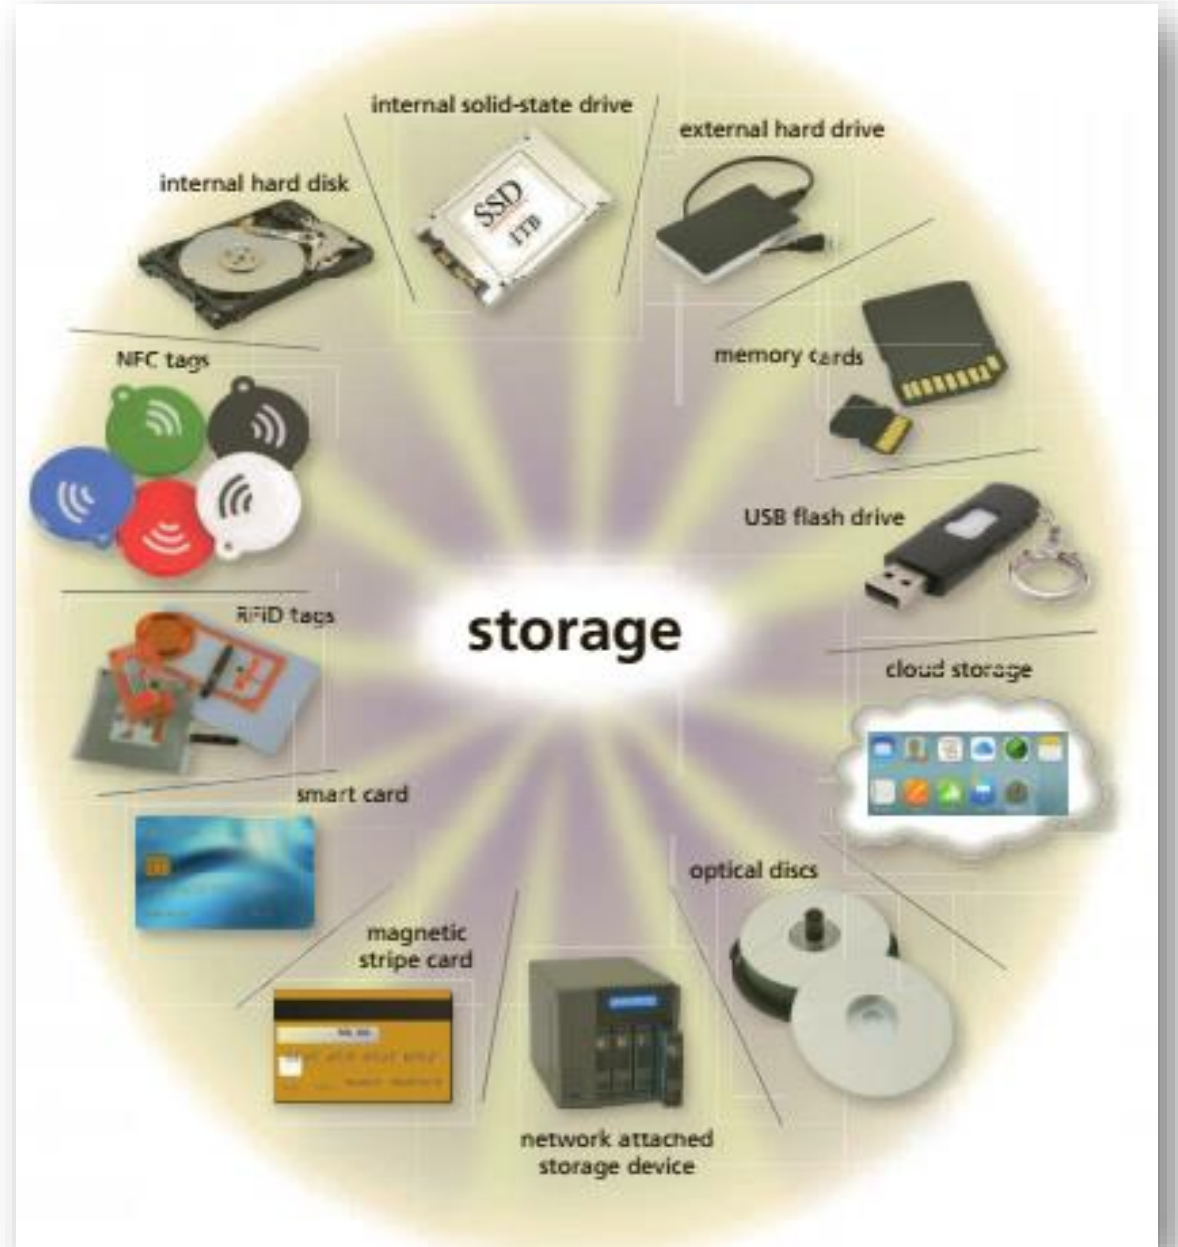 internal solid-state drive
external hard drive
internal hard disk
SSD
1TB
NFC tags
memory cards
USB flash drive
RFID tags
storage
cloud storage
smart card
optical discs
magnetic
stripe card
network attached
storage device